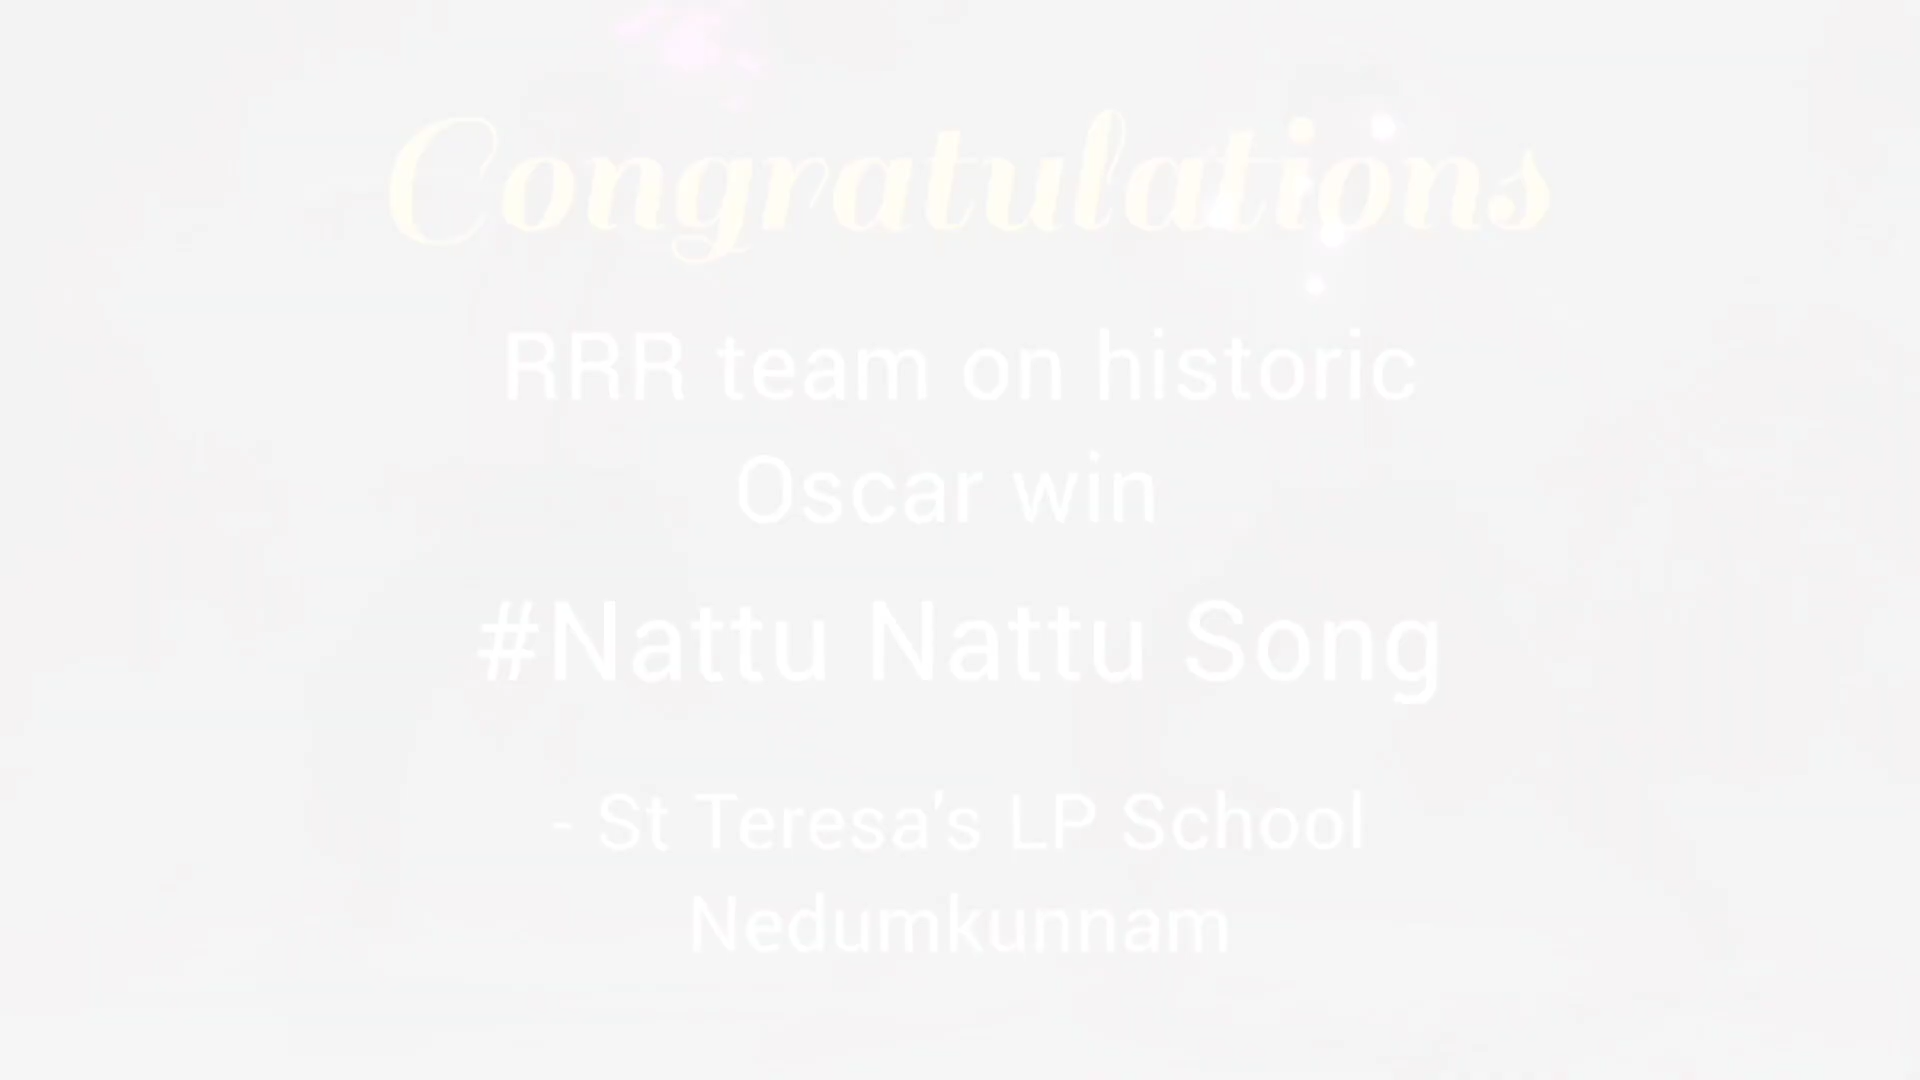 Congratulations
RRR team on historic
Oscar win
#Nattu Nattu Song
- St Teresa's LP School
Nedumkunnam